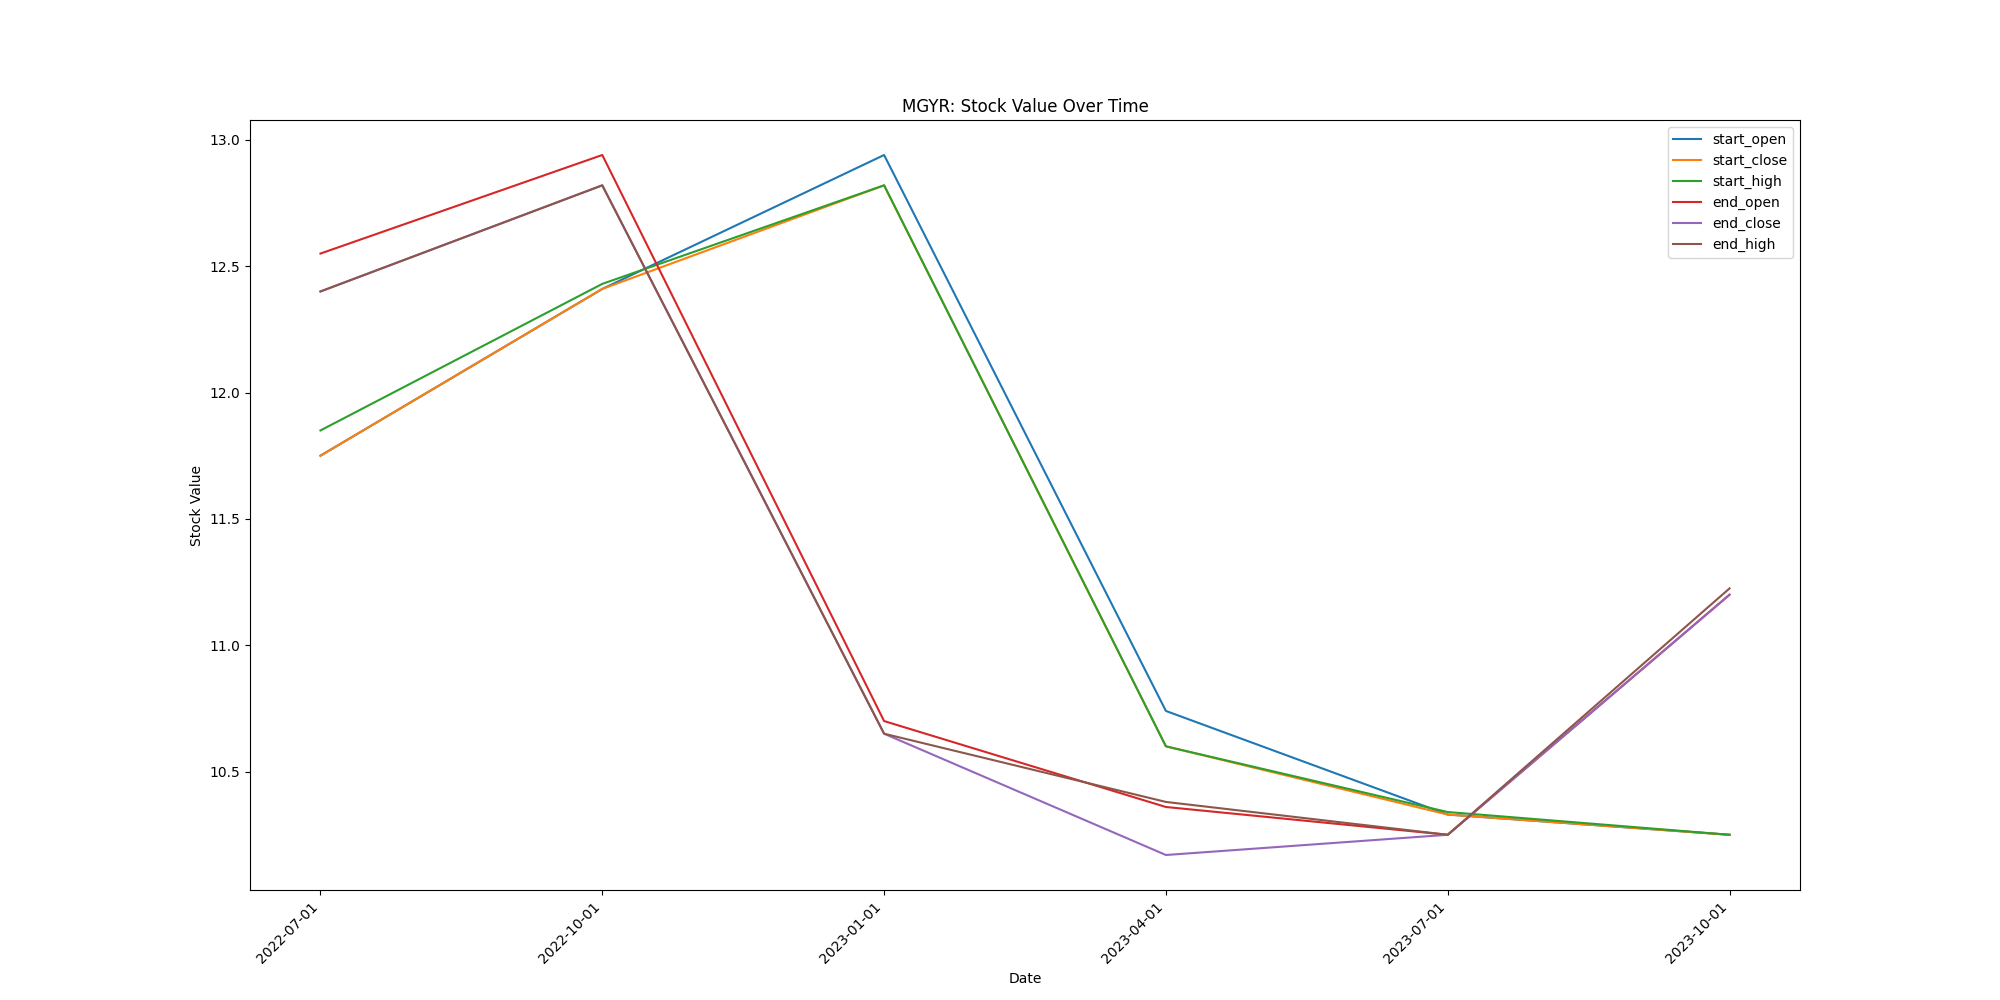 MGYR: Stock Value Over Time
start_open
start_close
start_high
end_open
end_close
end_high
13.0
12.5
12.0
11.5
11.0
10.5
Stock Value
2022-07-01
2022-10-01
2023-01-01
2023-04-01
2023-07-01
2023-10-01
Date